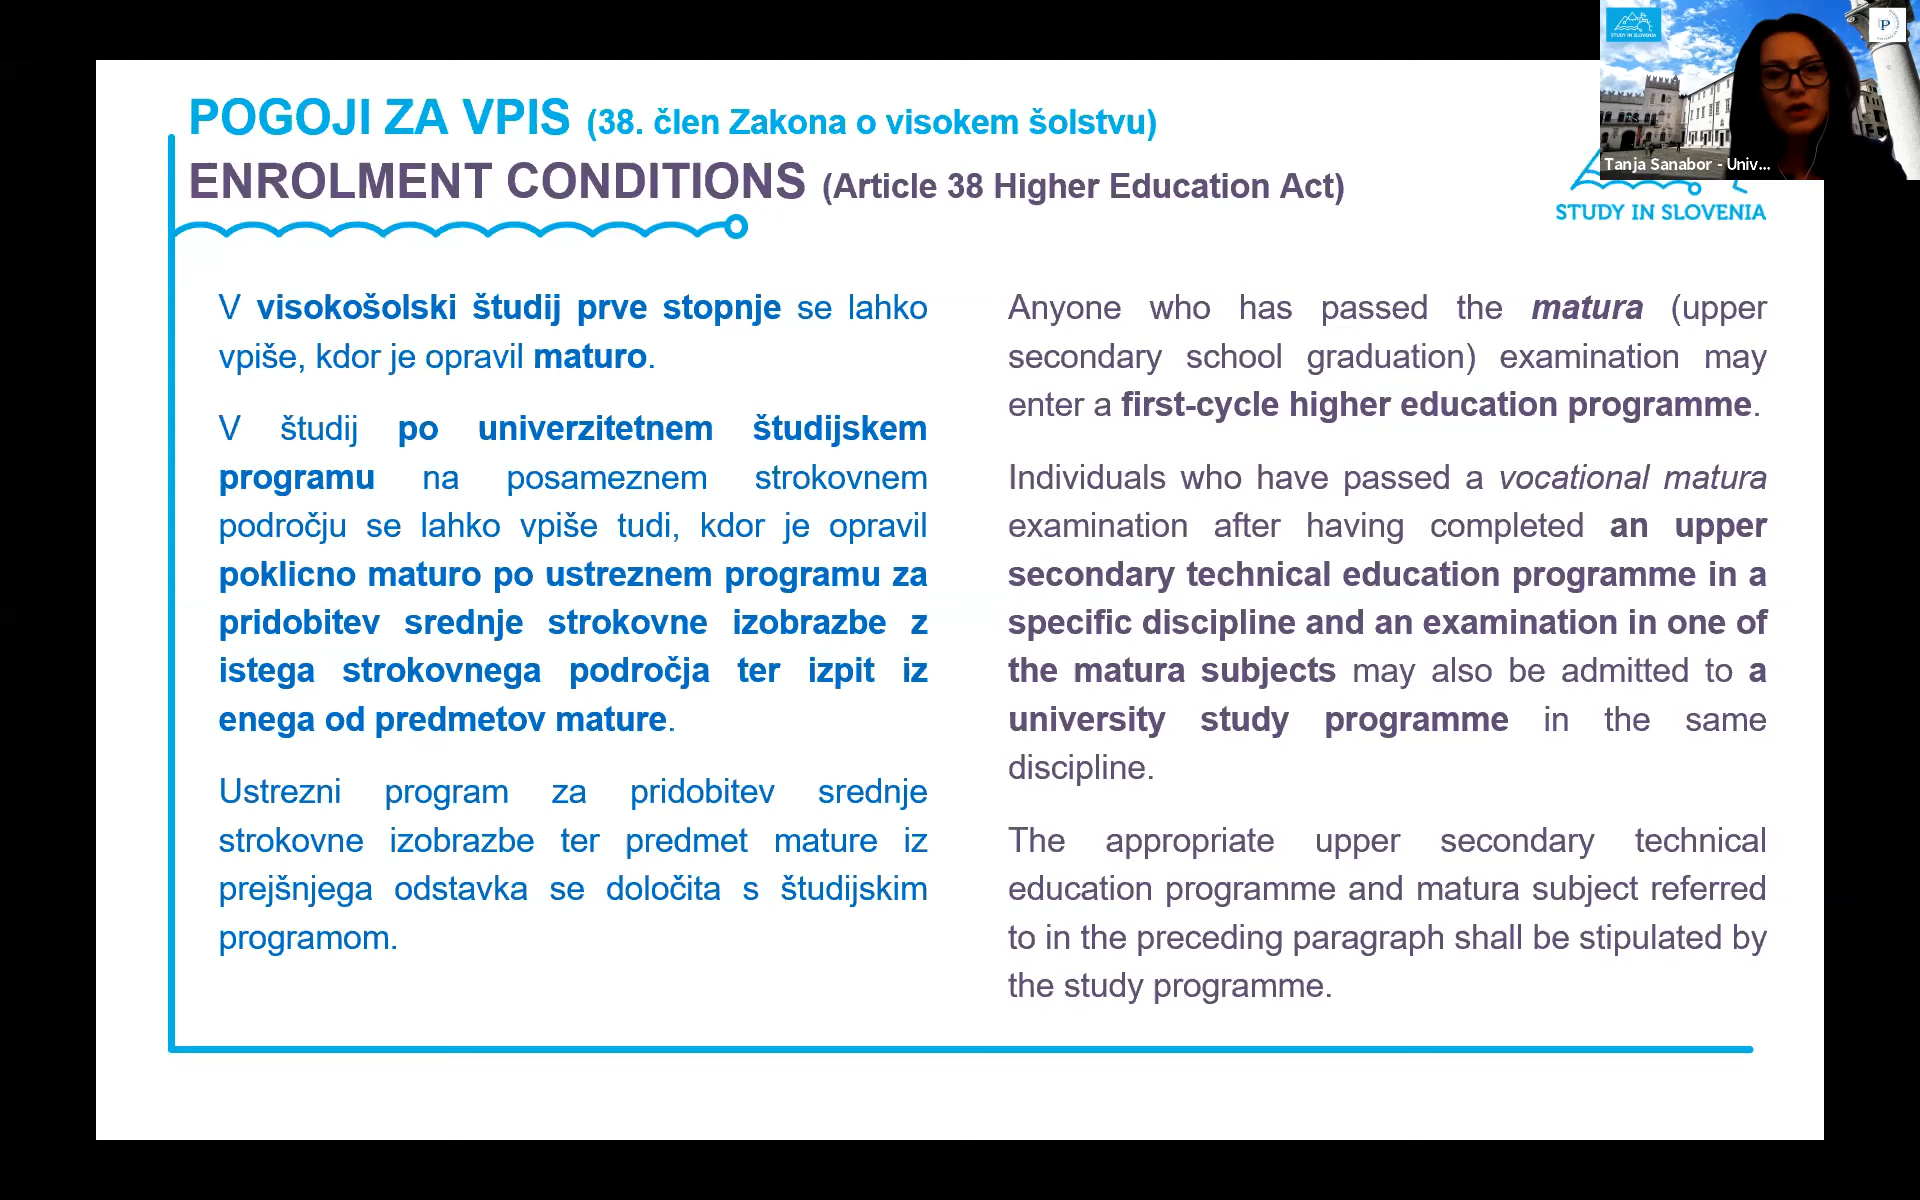 POGOJI ZA VPIS (38. člen Zakona o visokem šolstvu)
ENROLMENT CONDITIONS (Article 38 Higher Education Act)
V visokošolski študij prve stopnje se lahko
vpiše, kdor je opravil maturo.
V študij po univerzitetnem študijskem
programu na posameznem strokovnem
področju se lahko vpiše tudi, kdor je opravil
poklicno maturo po ustreznem programu za
pridobitev srednje strokovne izobrazbe z
istega strokovnega področja ter izpit iz
enega od predmetov mature.
Ustrezni program za pridobitev srednje
strokovne izobrazbe ter predmet mature iz
prejšnjega odstavka se določita s študijskim
programom.
Anyone who has passed the matura (upper
secondary school graduation) examination may
enter a first-cycle higher education programme.
Individuals who have passed a vocational matura
examination after having completed an upper
secondary technical education programme in a
specific discipline and an examination in one of
the matura subjects may also be admitted to a
university study programme in the same
discipline.
The appropriate upper secondary technical
education programme and matura subject referred
to in the preceding paragraph shall be stipulated by
the study programme.
STUDY IN SLOVENIA
P
Tanja Sanabor - Univ...
STUDY IN SLOVENIA